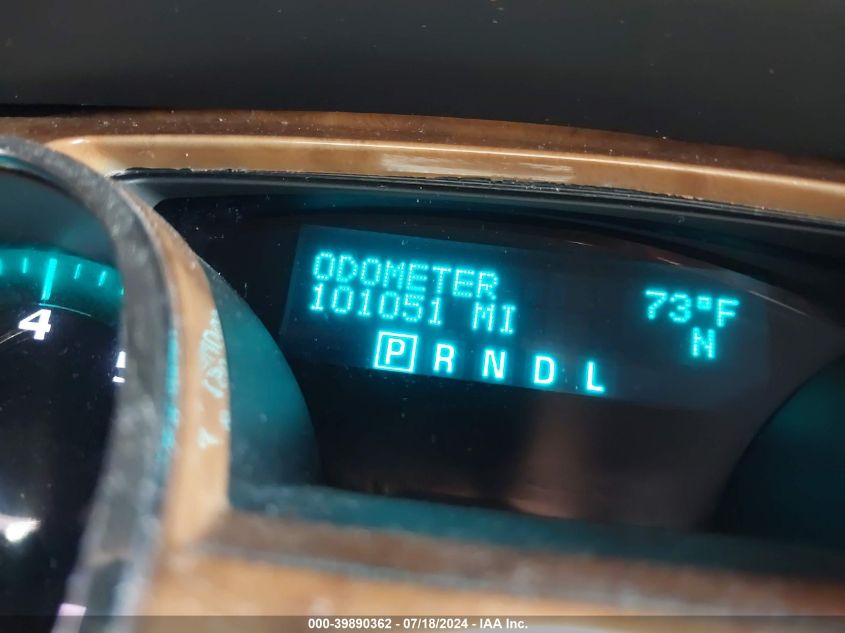 ODOMETER
101051 MI
73°F
N
P R N D L
4
000-39890362 - 07/18/2024 - IAA Inc.